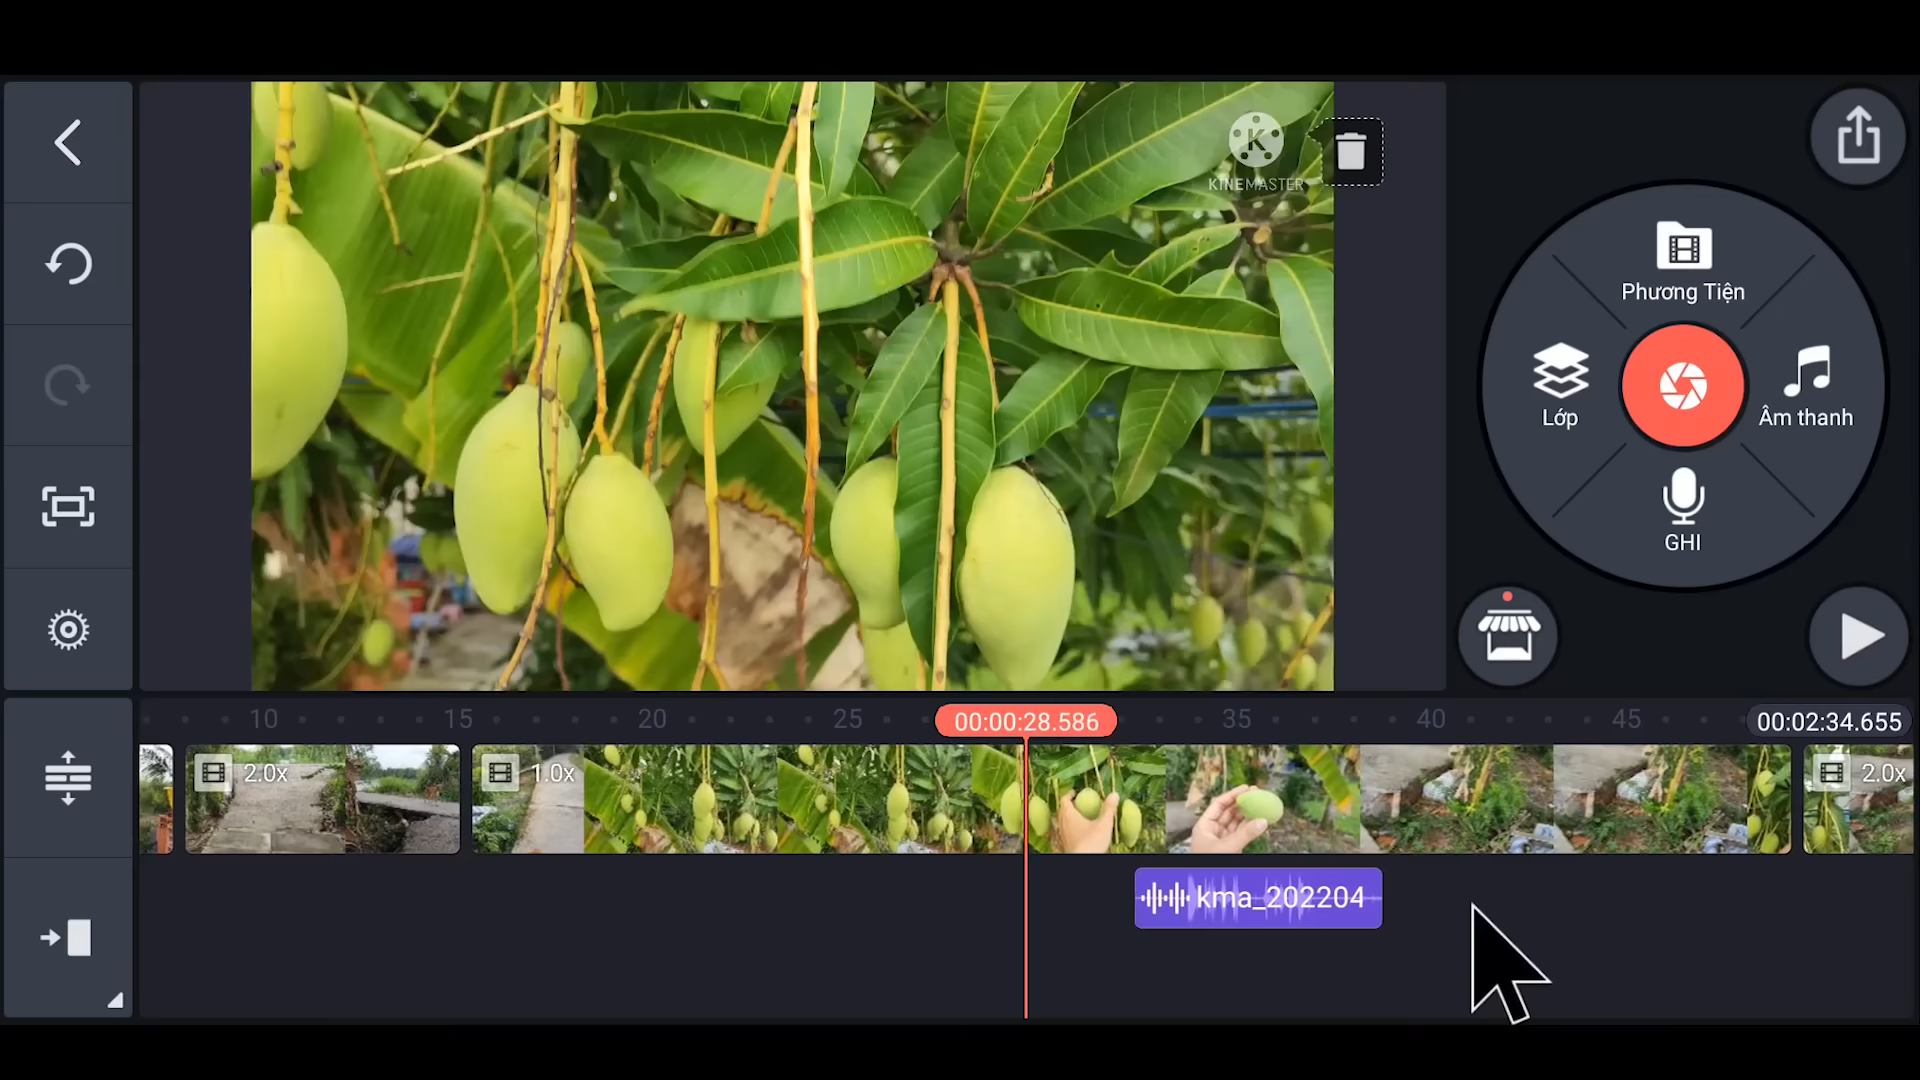 KINEMASTER
Phương Tiện
Lớp
Âm thanh
GHI
10
15
20
25
00:00:28.586
35
40
45
00:02:34.655
2.0x
1.0x
2.0x
kma_202204